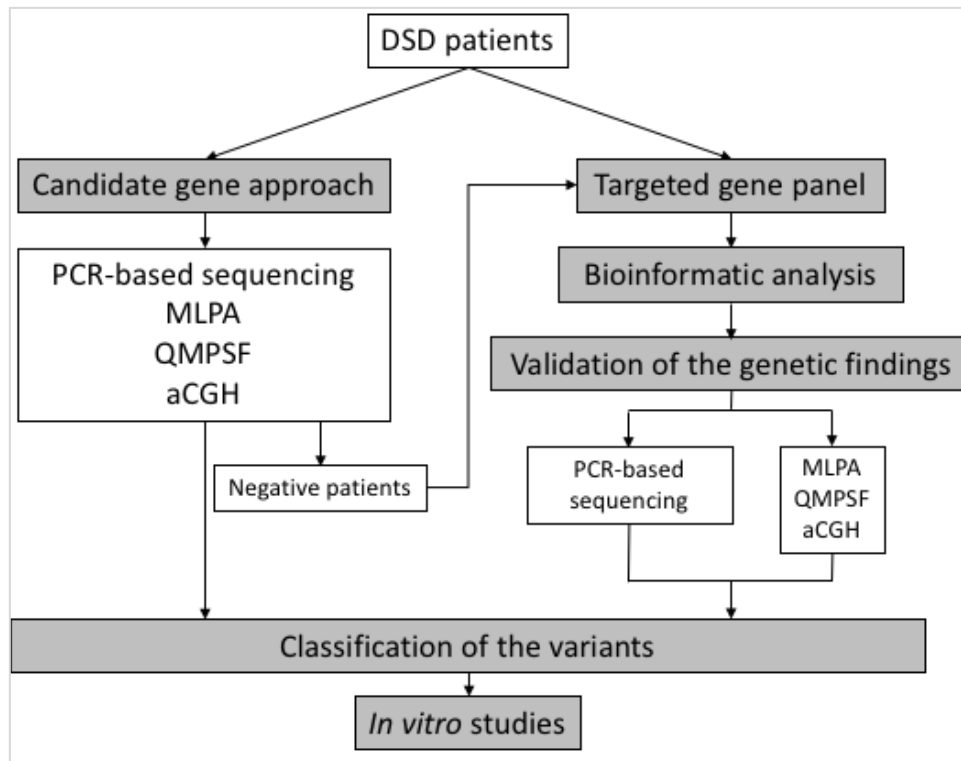 DSD patients
Candidate gene approach
Targeted gene panel
PCR-based sequencing
MLPA
QMPSF
aCGH
Bioinformatic analysis
Validation of the genetic findings
Negative patients
PCR-based
sequencing
MLPA
QMPSF
aCGH
Classification of the variants
In vitro studies